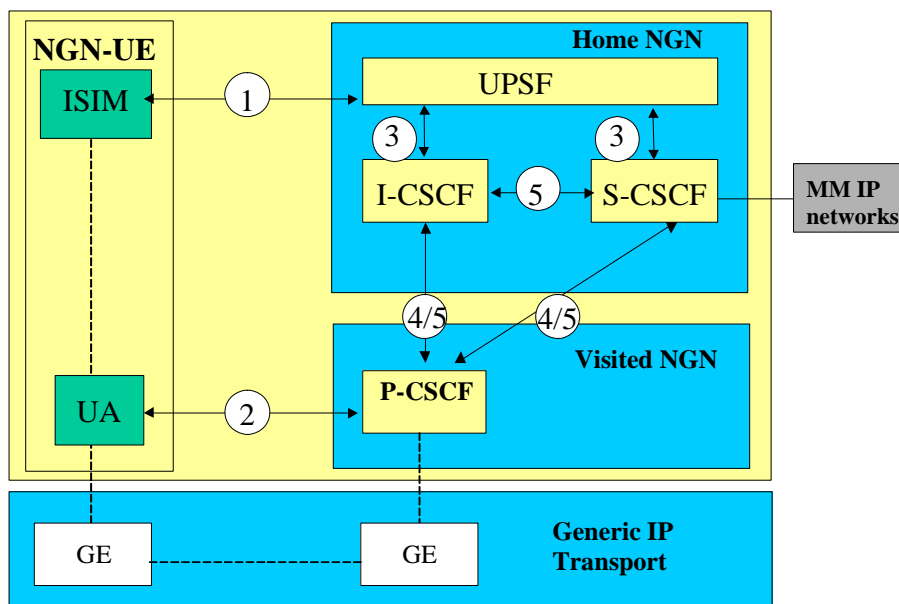 NGN-UE
Home NGN
ISIM
1
UPSF
3
3
I-CSCF
5
S-CSCF
MM IP
networks
4/5
4/5
Visited NGN
UA
2
P-CSCF
GE
GE
Generic IP
Transport